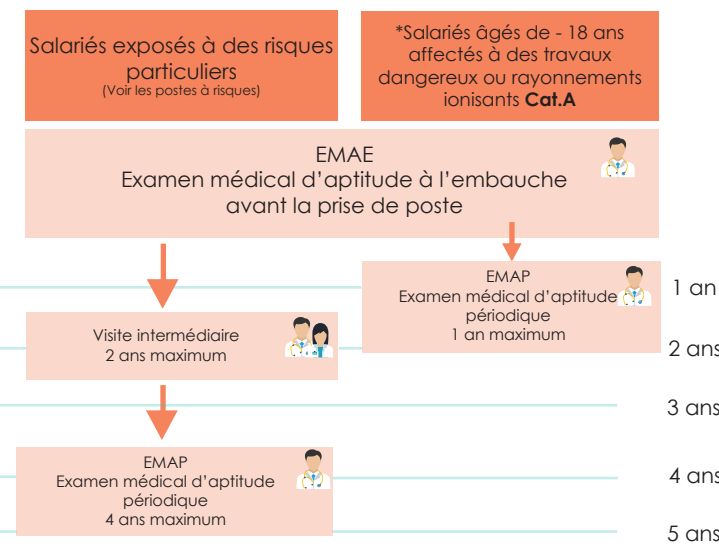 Salariés exposés à des risques
particuliers
(Voir les postes à risques)
*Salariés âgés de - 18 ans
affectés à des travaux
dangereux ou rayonnements
ionisants Cat.A
EMAE
Examen médical d'aptitude à l'embauche
avant la prise de poste
EMAP
Examen médical d'aptitude
périodique
1 an maximum
1 an
Visite intermédiaire
2 ans maximum
2 ans
3 ans
EMAP
Examen médical d'aptitude
périodique
4 ans maximum
4 ans
5 ans